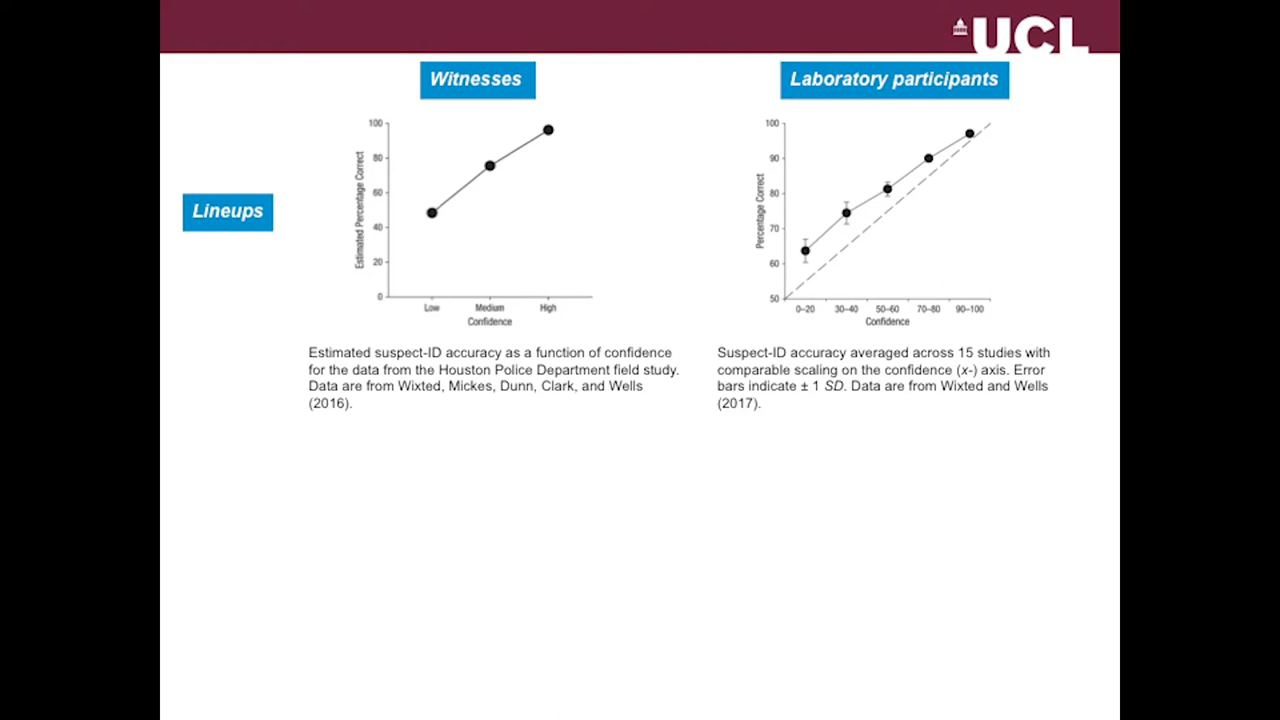 UCL
Witnesses
Laboratory participants
Lineups
100
80
60
40
20
0
Estimated Percentage Correct
Low Medium High
Confidence
100
90
80
70
60
50
Percentage Correct
0–20 30–40 50–60 70–80 90–100
Confidence
Estimated suspect-ID accuracy as a function of confidence
for the data from the Houston Police Department field study.
Data are from Wixted, Mickes, Dunn, Clark, and Wells
(2016).
Suspect-ID accuracy averaged across 15 studies with
comparable scaling on the confidence (x-) axis. Error
bars indicate ± 1 SD. Data are from Wixted and Wells
(2017).